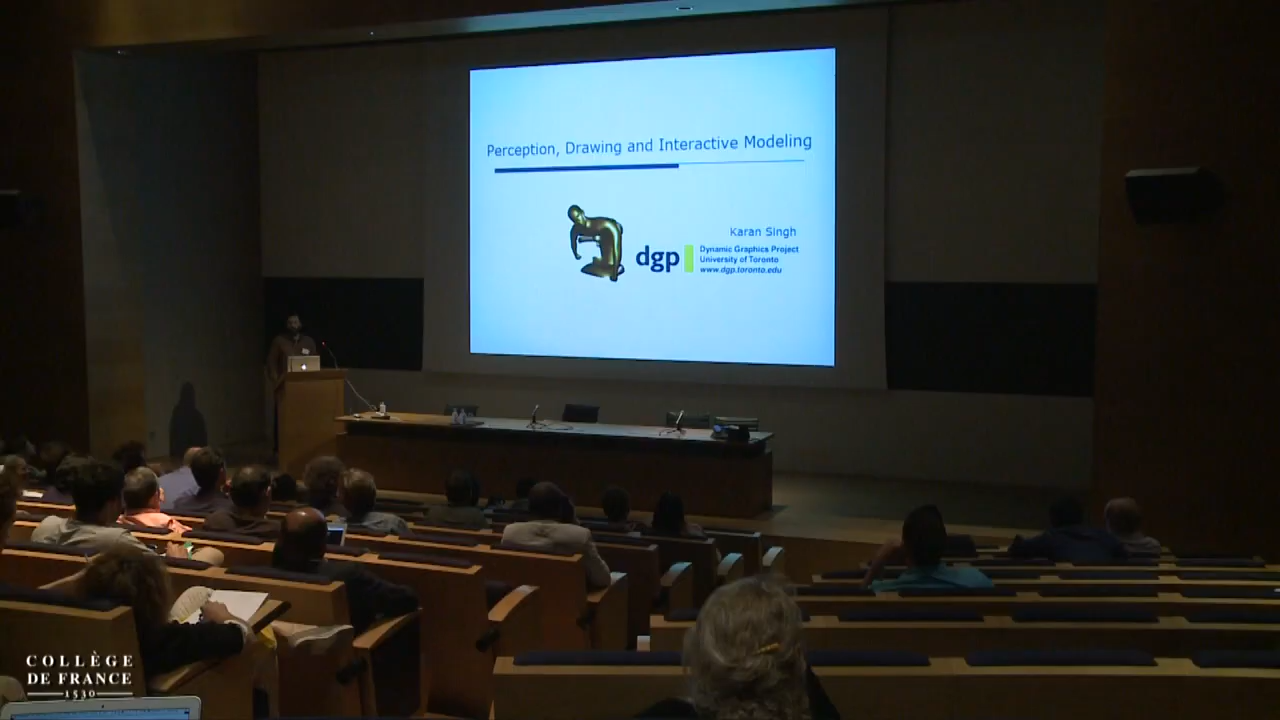 Perception, Drawing and Interactive Modeling
Karan Singh
dgp
Dynamic Graphics Project
University of Toronto
www.dgp.toronto.edu
COLLÈGE
DE FRANCE
1530